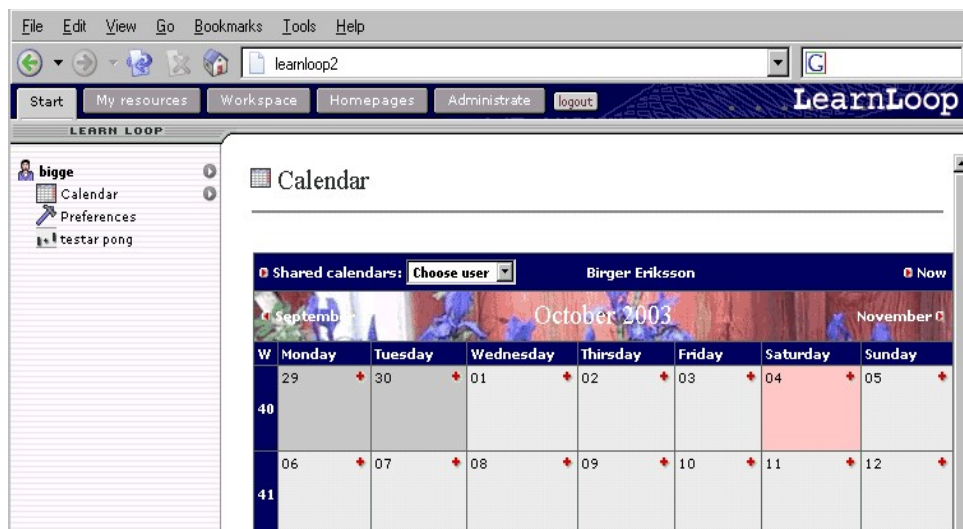 File Edit View Go Bookmarks Tools Help
learnloop2 G
Start My resources Workspace Homepages Administrate logout LearnLoop
LEARN LOOP
bigge
Calendar
Preferences
testar pong
Calendar
Shared calendars: Choose user Birger Eriksson Now
September October 2003 November
W Monday Tuesday Wednesday Thirsday Friday Saturday Sunday
29 30 01 02 03 04 05
40
06 07 08 09 10 11 12
41